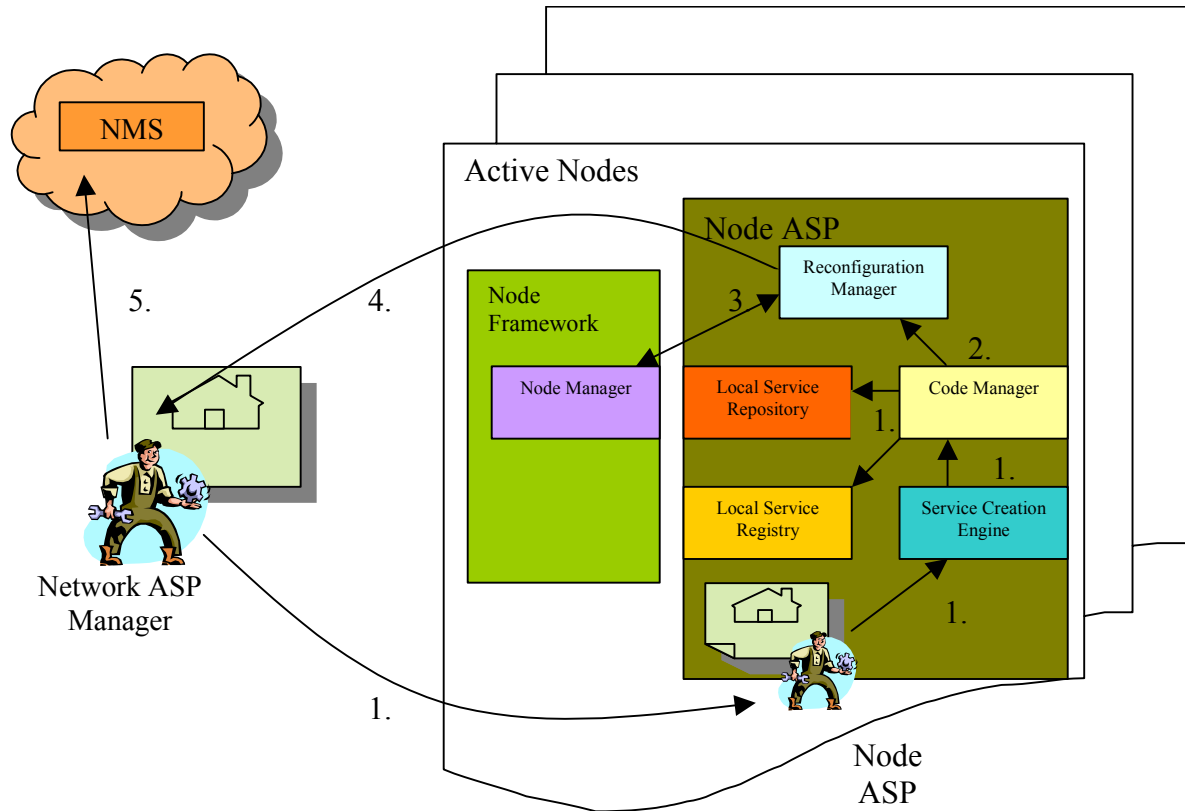 NMS
Active Nodes
Node ASP
Reconfiguration
Manager
5.
4.
3.
Node
Framework
2.
Node Manager
Local Service
Repository
Code Manager
1.
1.
Local Service
Registry
Service Creation
Engine
Network ASP
Manager
1.
1.
Node
ASP